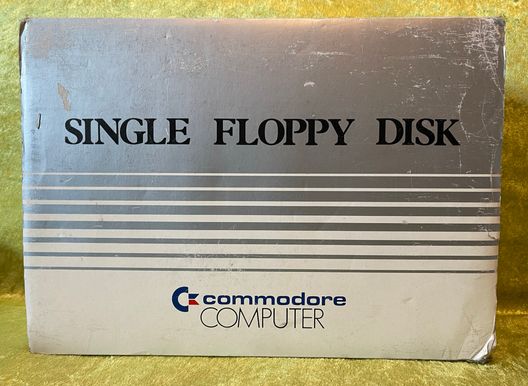 SINGLE FLOPPY DISK
commodore
COMPUTER